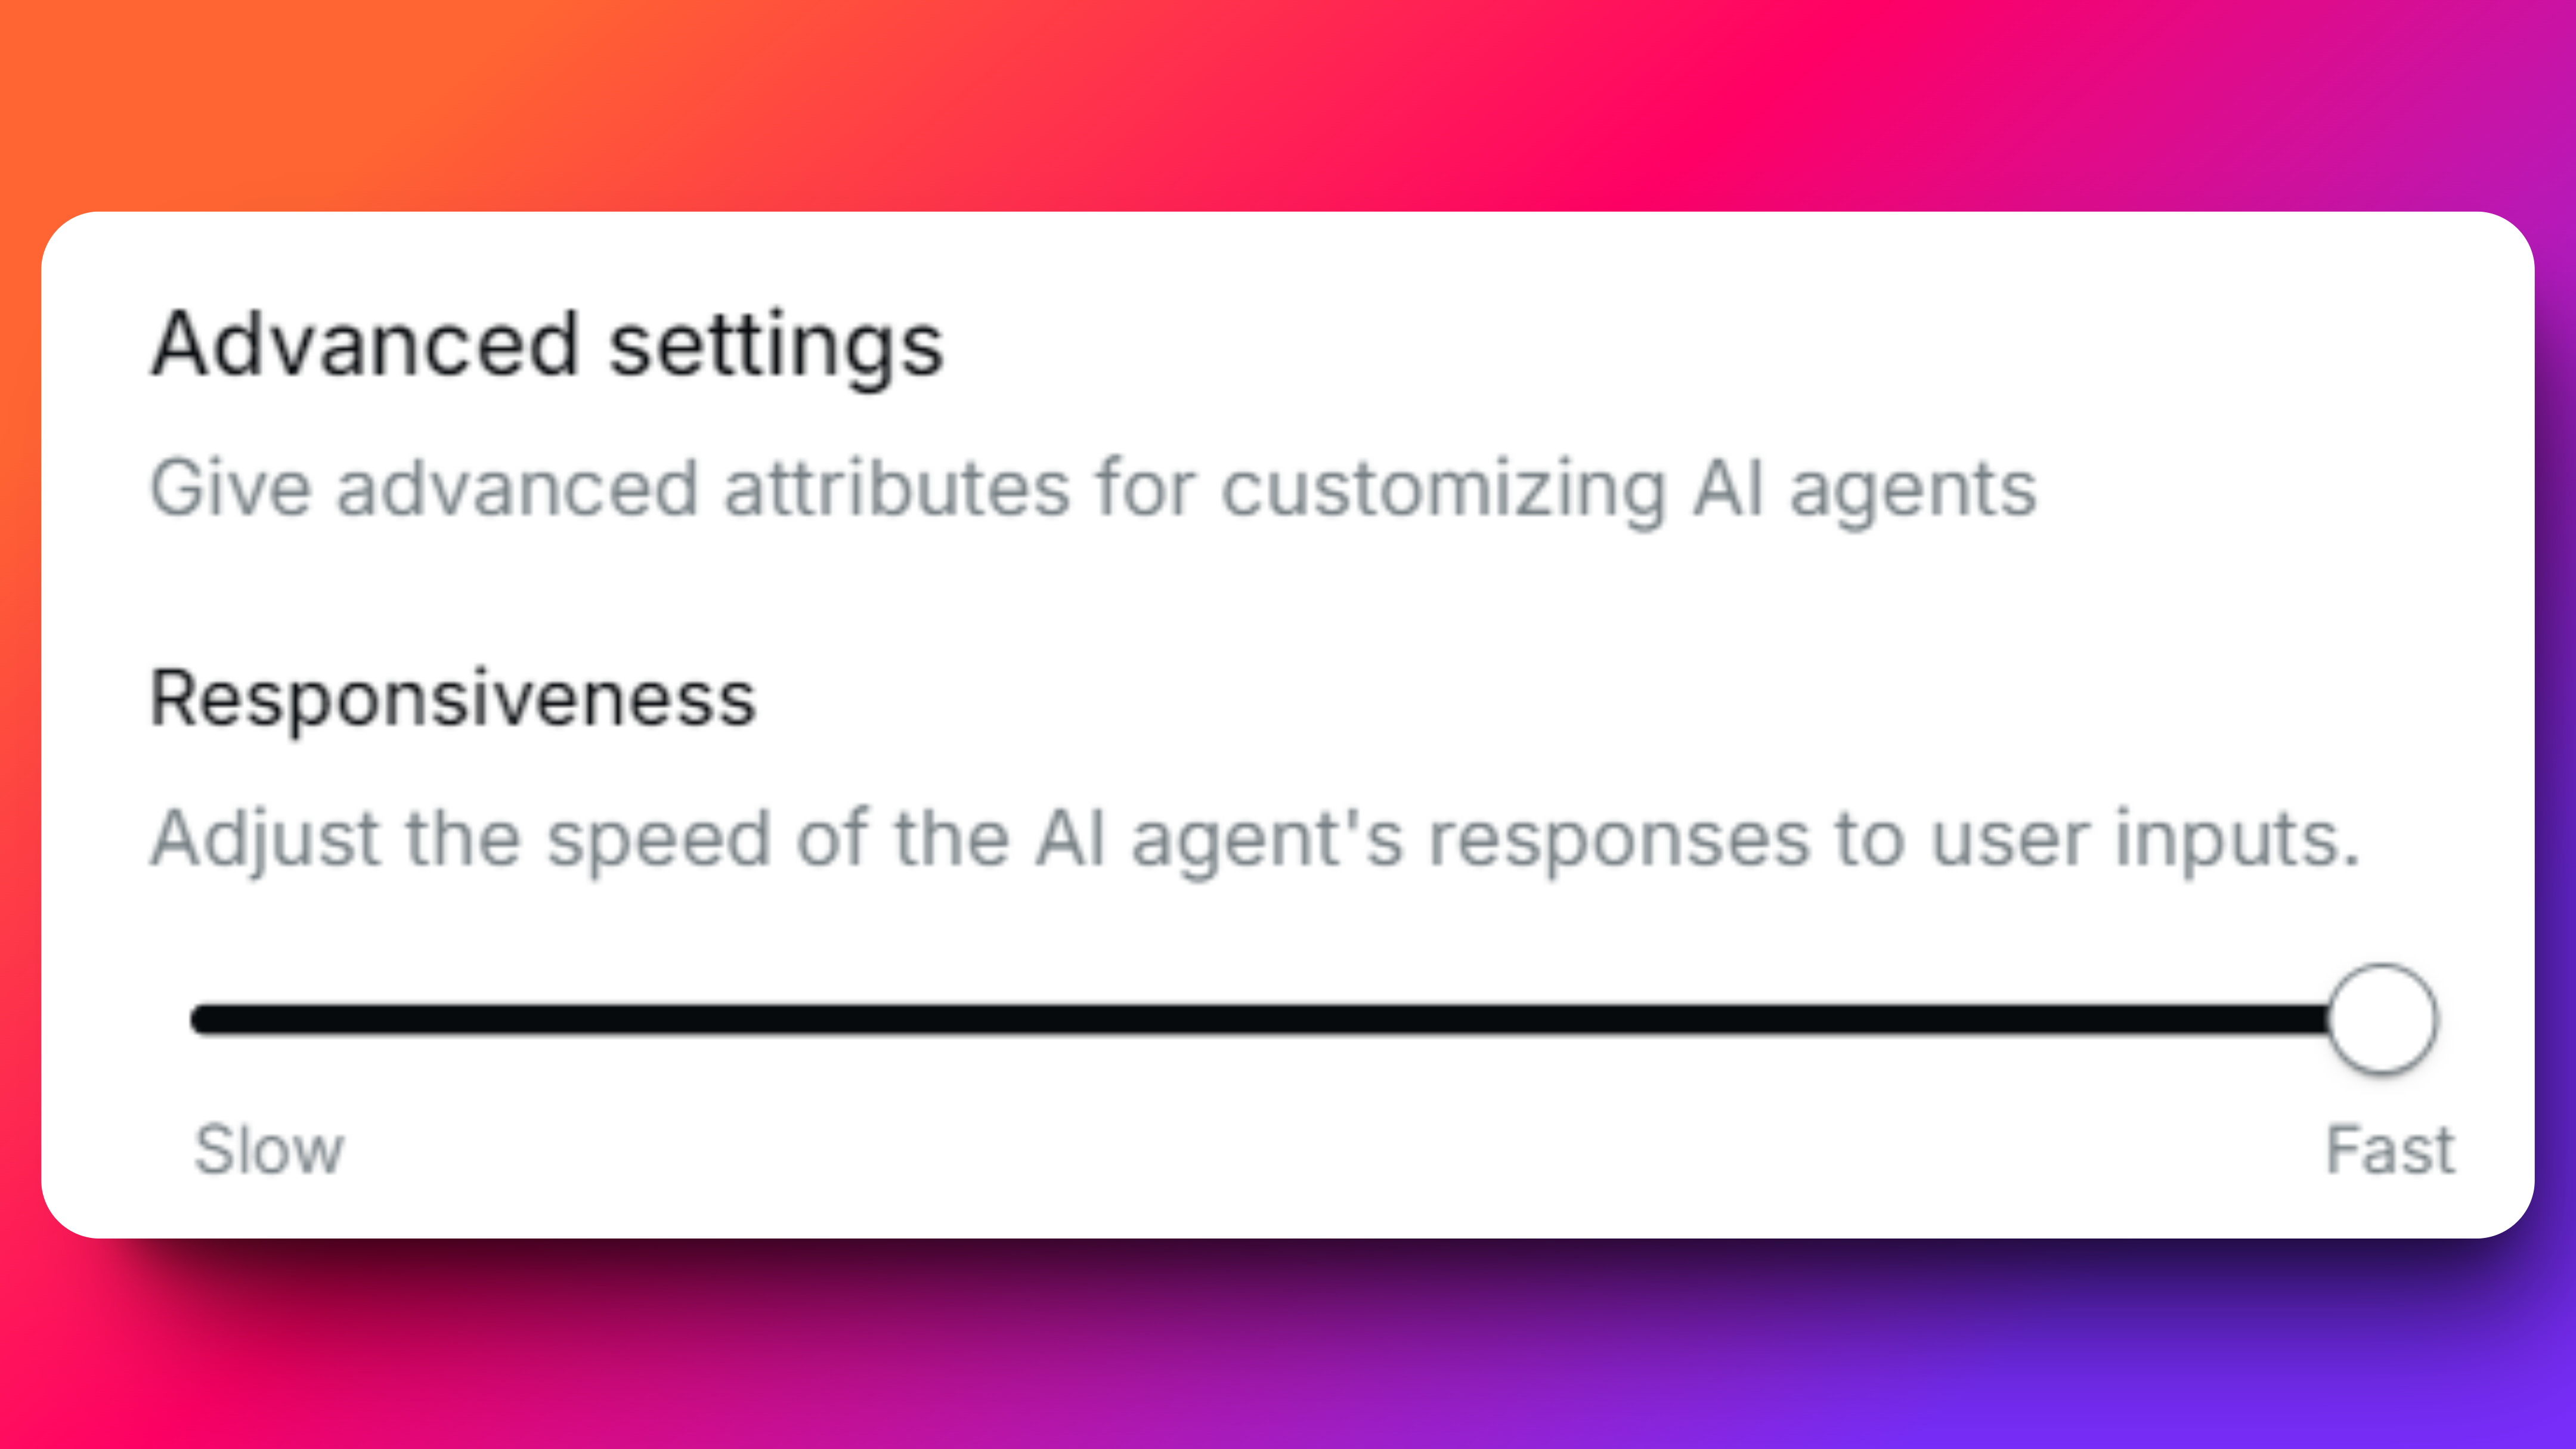 Advanced settings
Give advanced attributes for customizing AI agents
Responsiveness
Adjust the speed of the AI agent's responses to user inputs.
Slow Fast